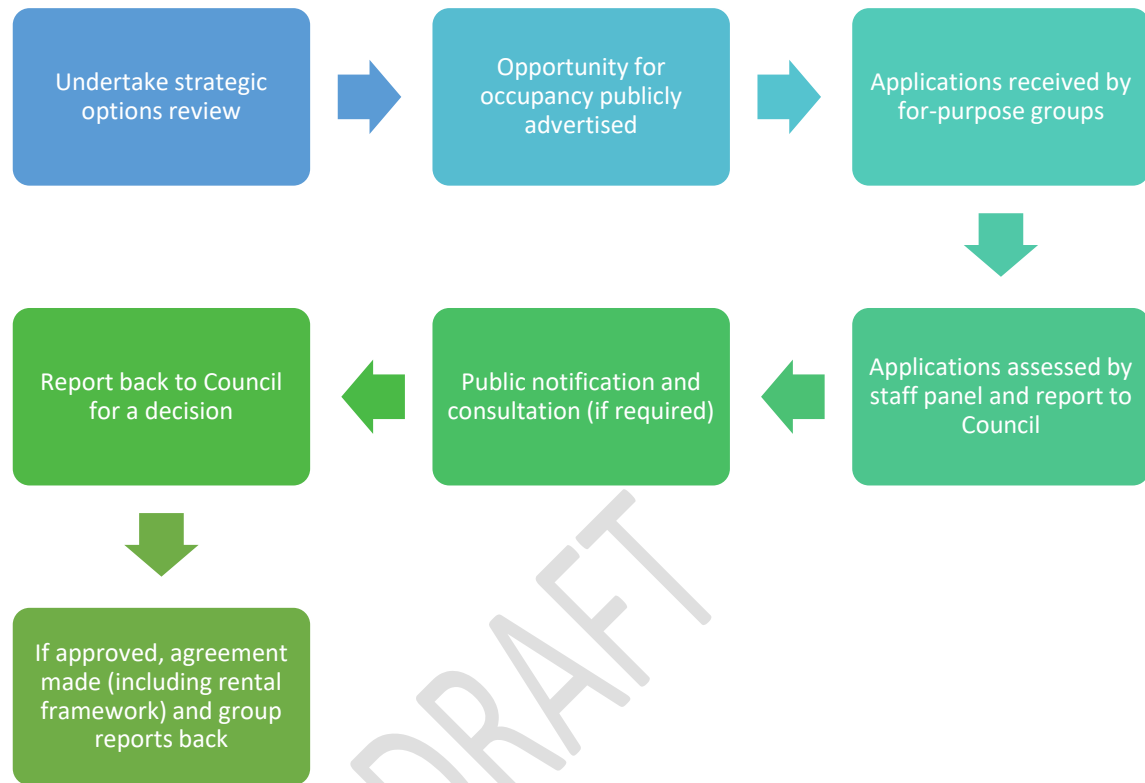 Undertake strategic
options review
Opportunity for
occupancy publicly
advertised
Applications received by
for-purpose groups
Applications assessed by
staff panel and report to
Council
Public notification and
consultation (if required)
Report back to Council
for a decision
If approved, agreement
made (including rental
framework) and group
reports back
DRAFT